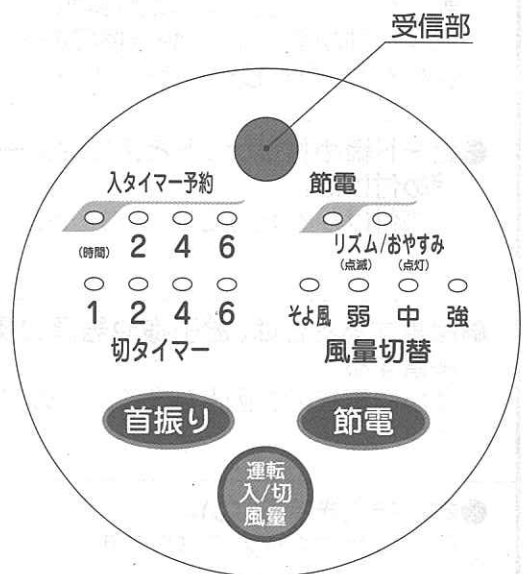 受信部
入タイマー予約
節電
(時間) 2 4 6
リズム/おやすみ
(点滅) (点灯)
1 2 4 6
そよ風 弱 中 強
切タイマー
風量切替
首振り
節電
運転
入/切
風量